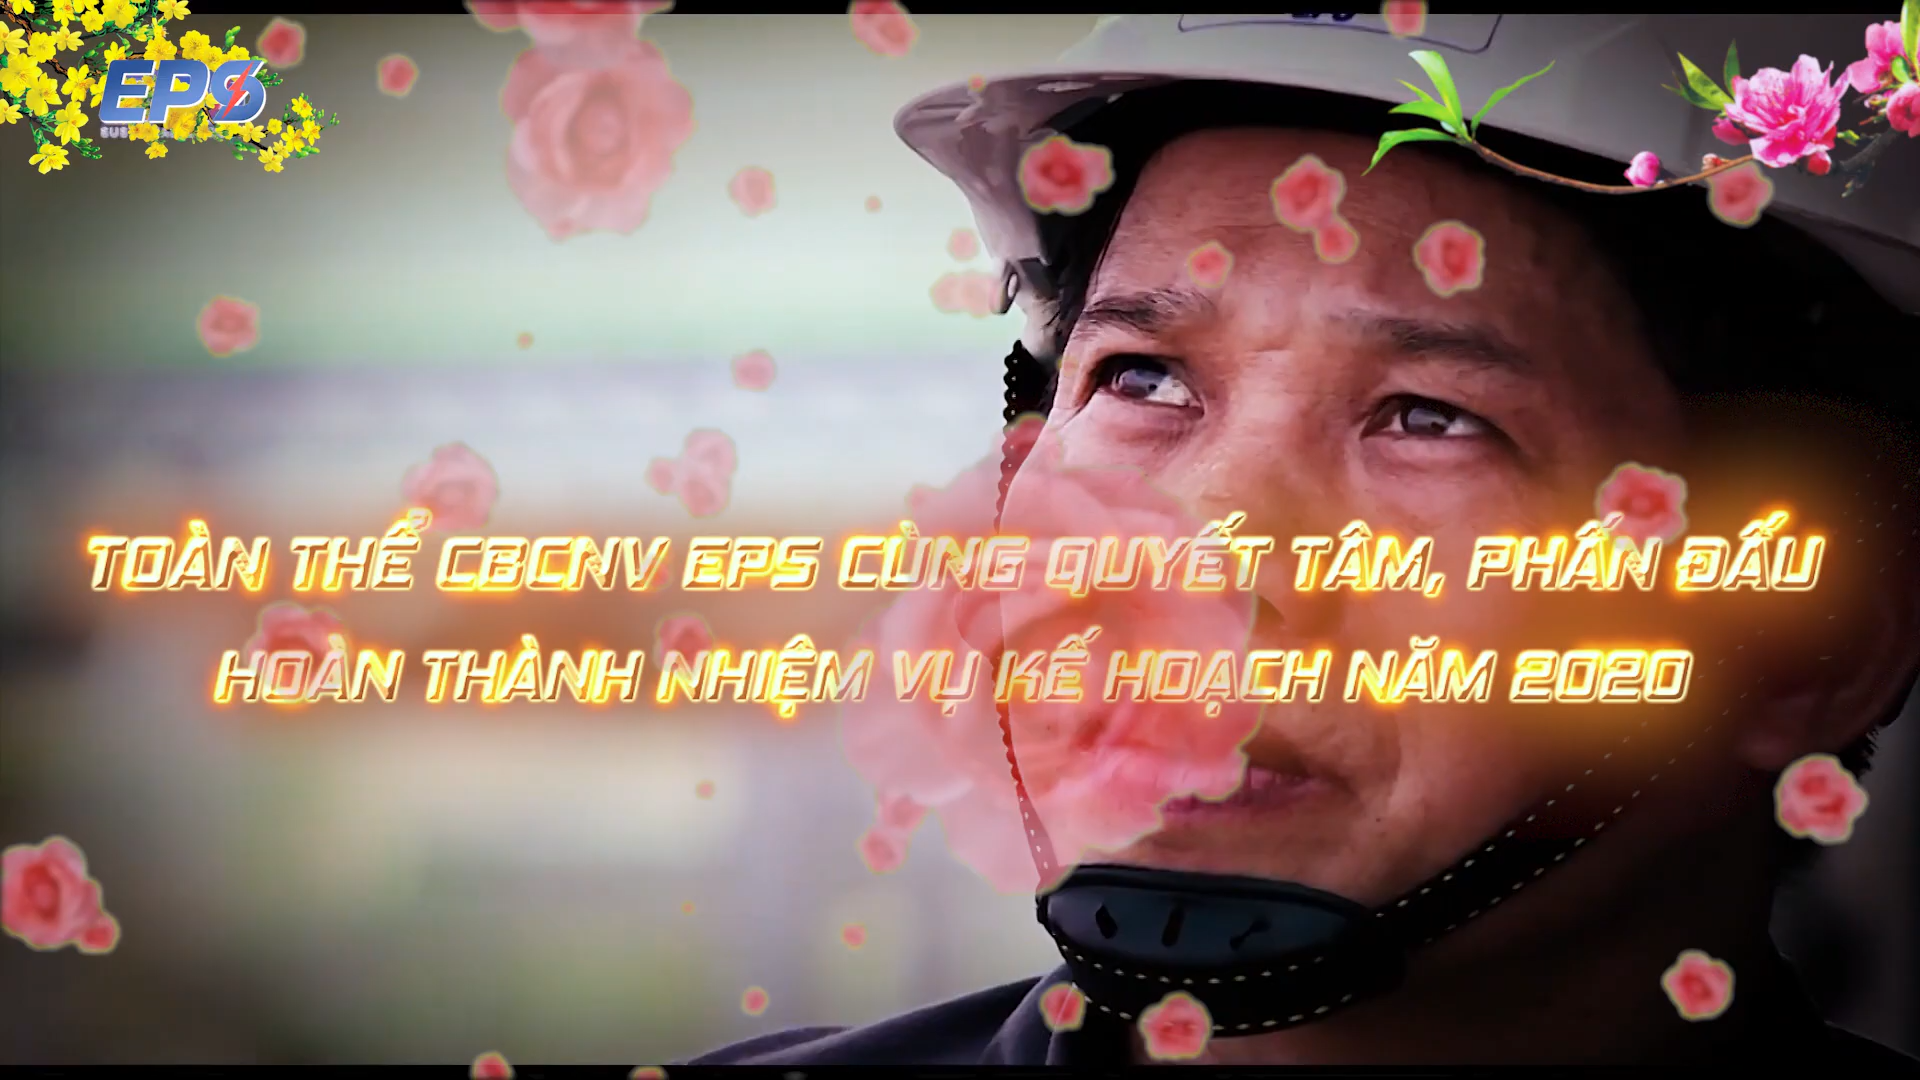 EPS
TOÀN THỂ CBCNV EPS CÙNG QUYẾT TÂM, PHẤN ĐẤU
HOÀN THÀNH NHIỆM VỤ KẾ HOẠCH NĂM 2020